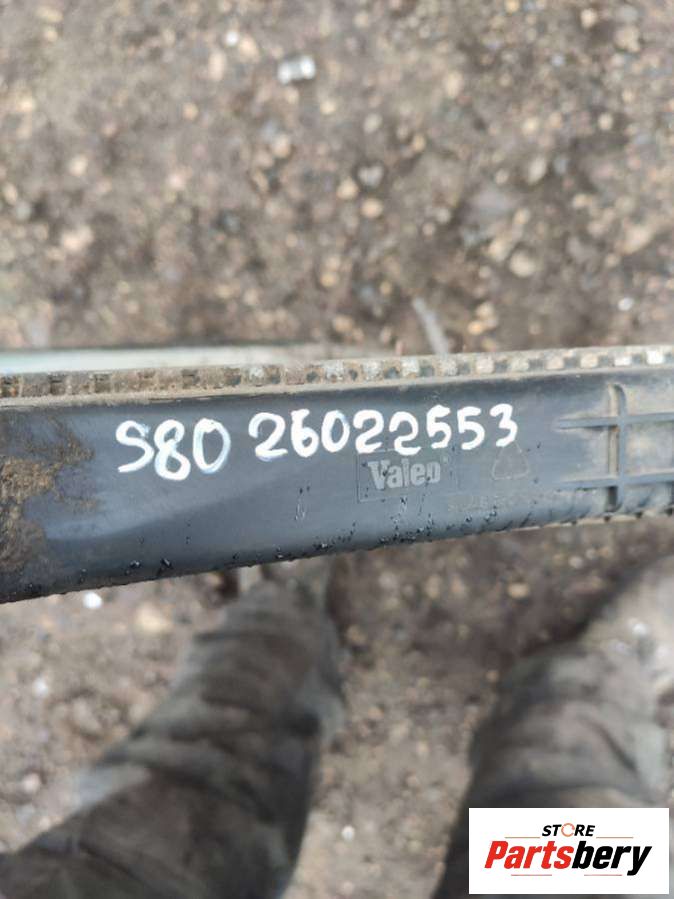 S80 26022553
Valeo
STORE
Partsbery